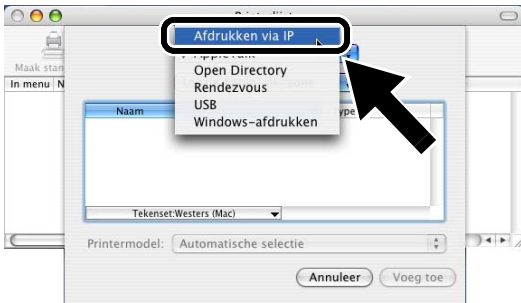 Afdrukken via IP
AppleTalk
Open Directory
Rendezvous
USB
Windows-afdrukken
Maak stan
In menu N
Naam
Type
Tekenset:Westers (Mac)
Printermodel: Automatische selectie
Annuleer
Voeg toe